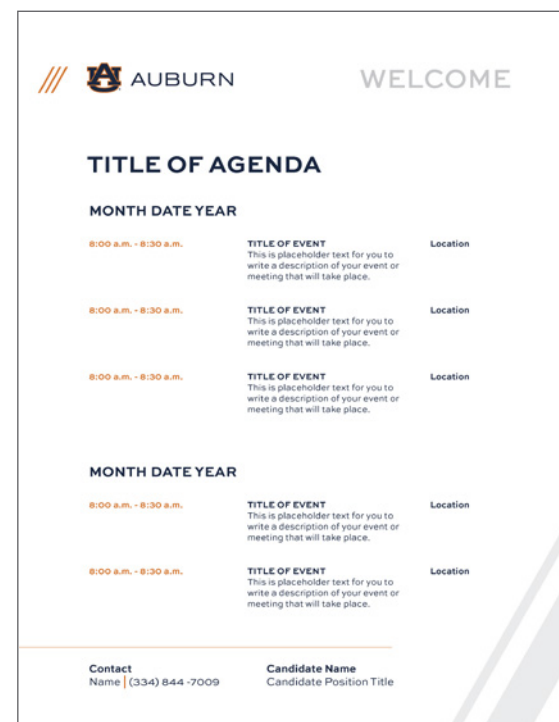 AU AUBURN
WELCOME
TITLE OF AGENDA
MONTH DATE YEAR
8:00 a.m. - 8:30 a.m.
TITLE OF EVENT
This is placeholder text for you to
write a description of your event or
meeting that will take place.
Location
8:00 a.m. - 8:30 a.m.
TITLE OF EVENT
This is placeholder text for you to
write a description of your event or
meeting that will take place.
Location
8:00 a.m. - 8:30 a.m.
TITLE OF EVENT
This is placeholder text for you to
write a description of your event or
meeting that will take place.
Location
MONTH DATE YEAR
8:00 a.m. - 8:30 a.m.
TITLE OF EVENT
This is placeholder text for you to
write a description of your event or
meeting that will take place.
Location
8:00 a.m. - 8:30 a.m.
TITLE OF EVENT
This is placeholder text for you to
write a description of your event or
meeting that will take place.
Location
Contact
Name | (334) 844 -7009
Candidate Name
Candidate Position Title